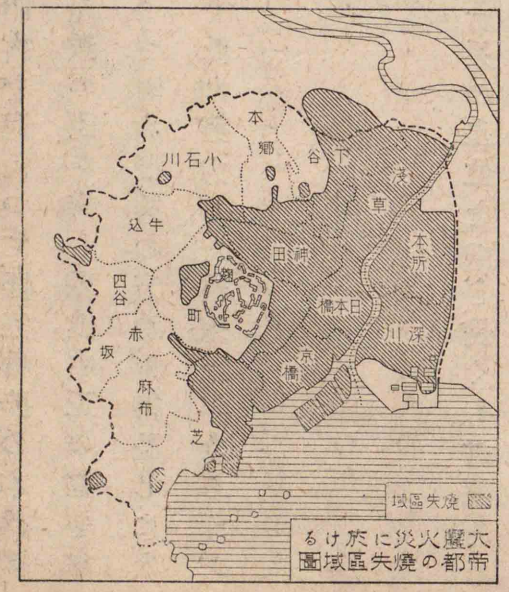 本郷
小石川
下谷
淺草
牛込
神田
本所
麹町
四谷
日本橋
深川
赤坂
京橋
麻布
芝
燒失區域
大震火災に於ける
帝都の燒失區域圖